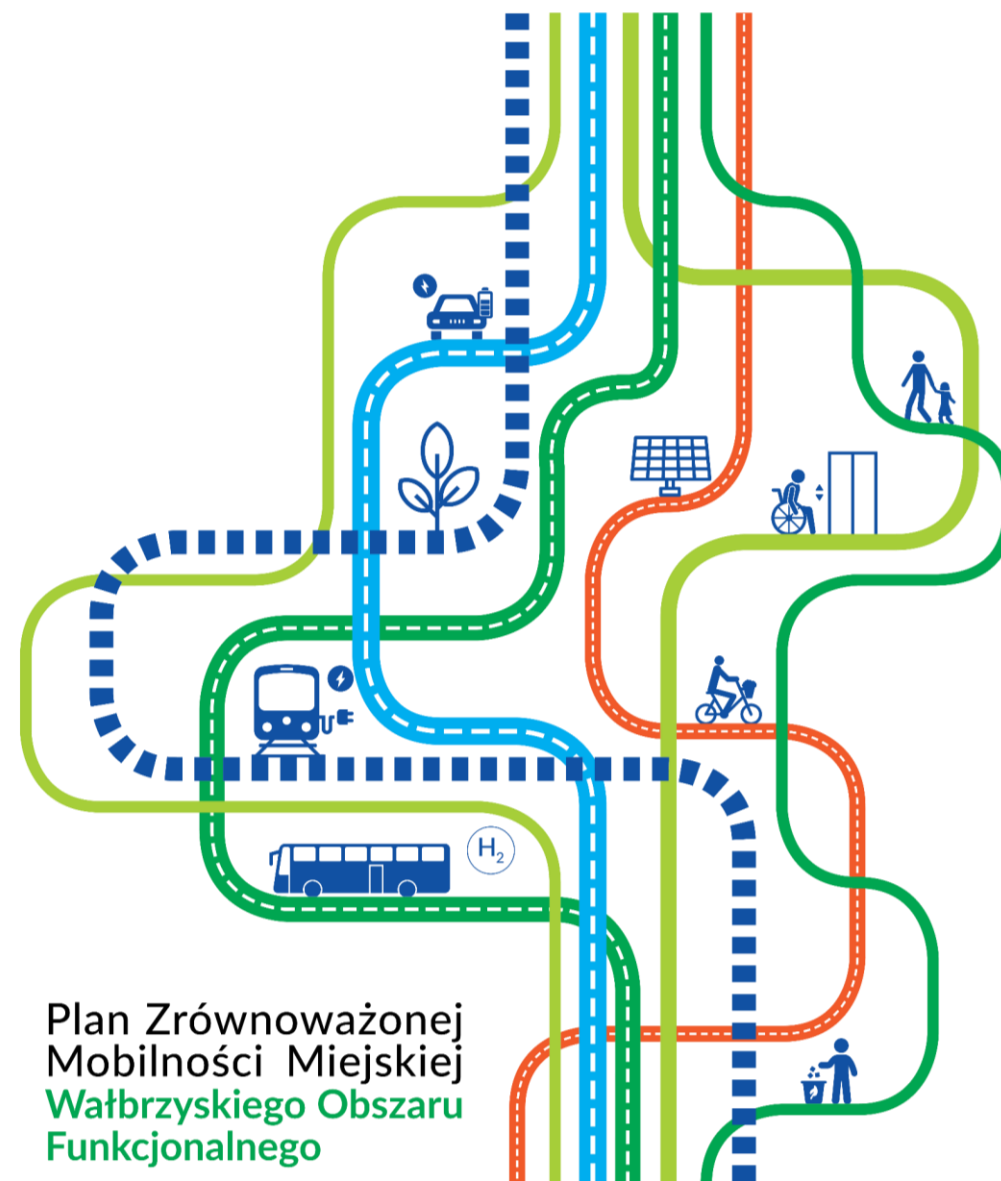 H₂
Plan Zrównoważonej
Mobilności Miejskiej
Wałbrzyskiego Obszaru
Funkcjonalnego